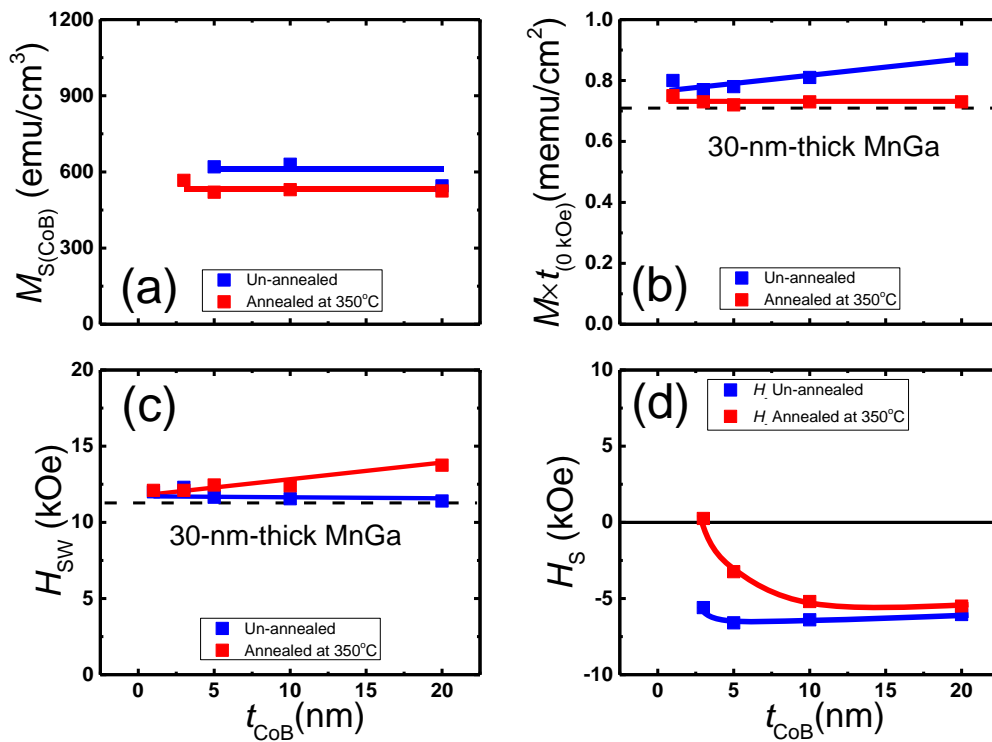 1200
900
600
300
0
M_S(CoB) (emu/cm³)
(a)
Un-annealed
Annealed at 350°C
1.0
0.8
0.6
0.4
0.2
0.0
M×t_(0 kOe)(memu/cm²)
30-nm-thick MnGa
(b)
Un-annealed
Annealed at 350°C
20
15
10
5
0
H_SW (kOe)
(c)
30-nm-thick MnGa
Un-annealed
Annealed at 350°C
0 5 10 15 20
t_CoB(nm)
10
5
0
-5
-10
H_S (kOe)
(d)
H_- Un-annealed
H_- Annealed at 350°C
0 5 10 15 20
t_CoB(nm)